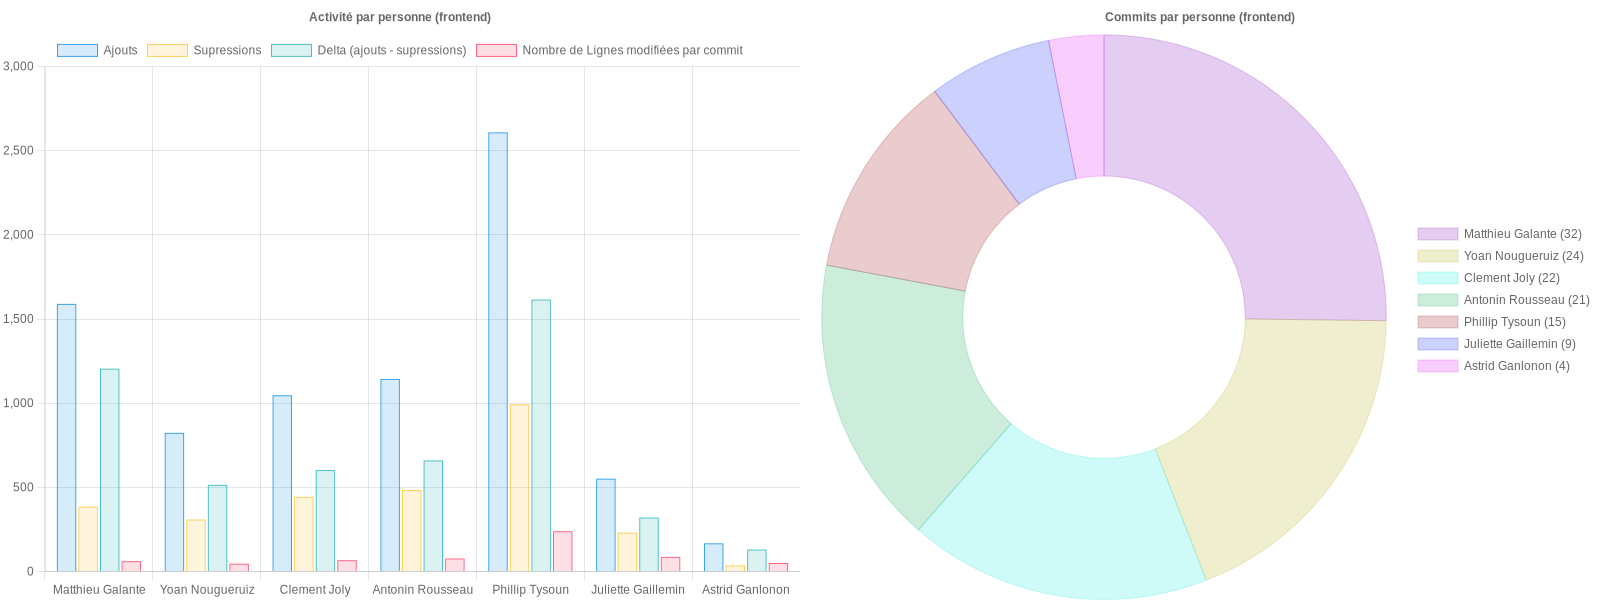 Activité par personne (frontend)
Ajouts
Supressions
Delta (ajouts - supressions)
Nombre de Lignes modifiées par commit
3,000
2,500
2,000
1,500
1,000
500
0
Matthieu Galante
Yoan Nougueruiz
Clement Joly
Antonin Rousseau
Phillip Tysoun
Juliette Gaillemin
Astrid Ganlonon
Commits par personne (frontend)
Matthieu Galante (32)
Yoan Nougueruiz (24)
Clement Joly (22)
Antonin Rousseau (21)
Phillip Tysoun (15)
Juliette Gaillemin (9)
Astrid Ganlonon (4)